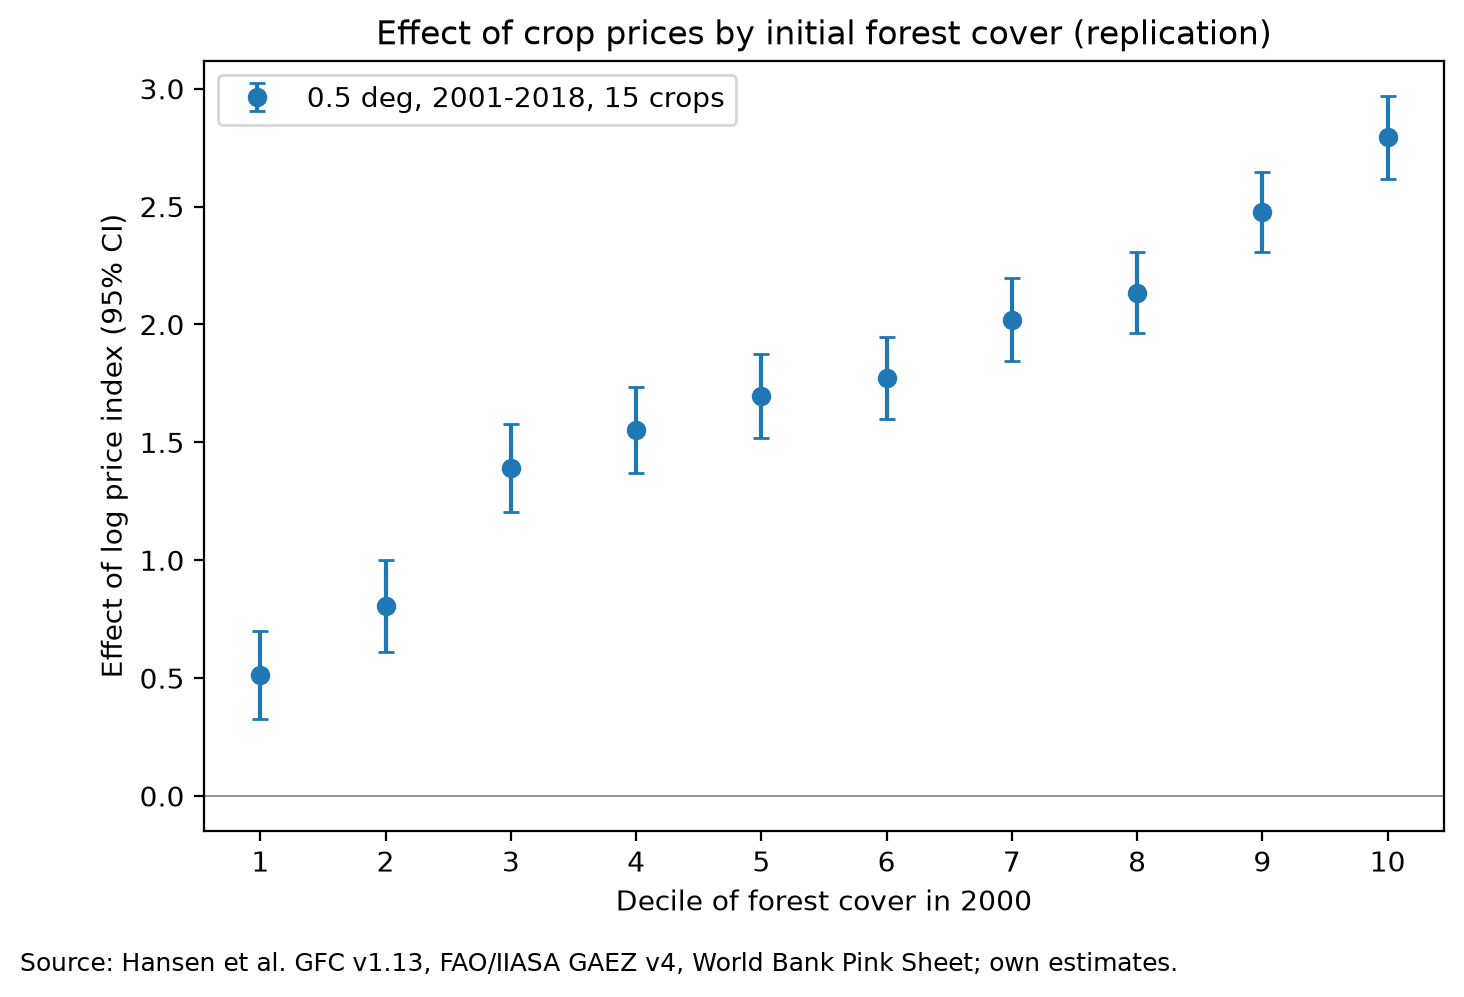 Effect of crop prices by initial forest cover (replication)
0.5 deg, 2001-2018, 15 crops
Effect of log price index (95% CI)
3.0
2.5
2.0
1.5
1.0
0.5
0.0
1 2 3 4 5 6 7 8 9 10
Decile of forest cover in 2000
Source: Hansen et al. GFC v1.13, FAO/IIASA GAEZ v4, World Bank Pink Sheet; own estimates.